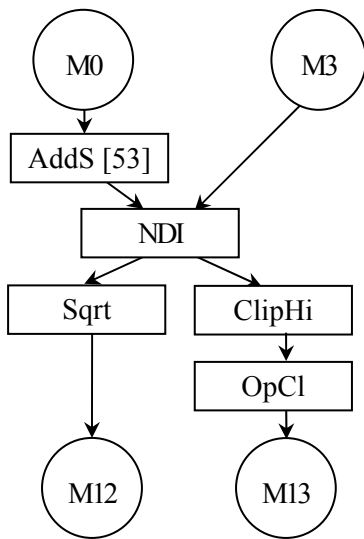 M0
M3
AddS [53]
NDI
Sqrt
ClipHi
OpCl
M12
M13